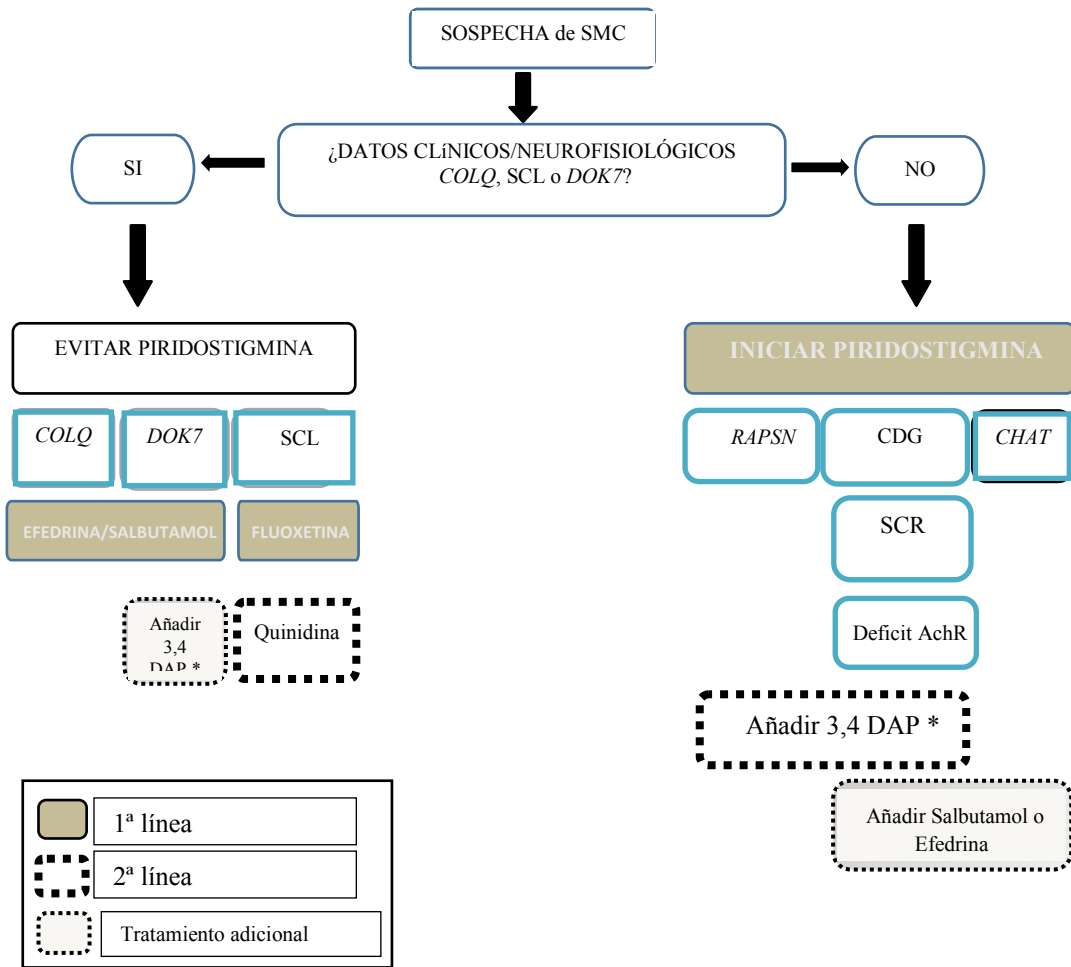 SOSPECHA de SMC
¿DATOS CLíNICOS/NEUROFISIOLÓGICOS
COLQ, SCL o DOK7?
SI
NO
EVITAR PIRIDOSTIGMINA
COLQ
DOK7
SCL
EFEDRINA/SALBUTAMOL
FLUOXETINA
Añadir
3,4
DAP *
Quinidina
INICIAR PIRIDOSTIGMINA
RAPSN
CDG
CHAT
SCR
Deficit AchR
Añadir 3,4 DAP *
Añadir Salbutamol o
Efedrina
1ª línea
2ª línea
Tratamiento adicional